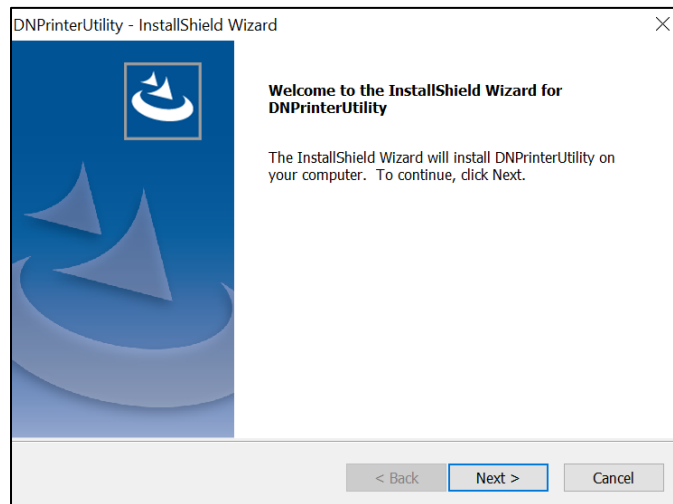 DNPrinterUtility - InstallShield Wizard
Welcome to the InstallShield Wizard for
DNPrinterUtility
The InstallShield Wizard will install DNPrinterUtility on
your computer.  To continue, click Next.
< Back   Next >   Cancel